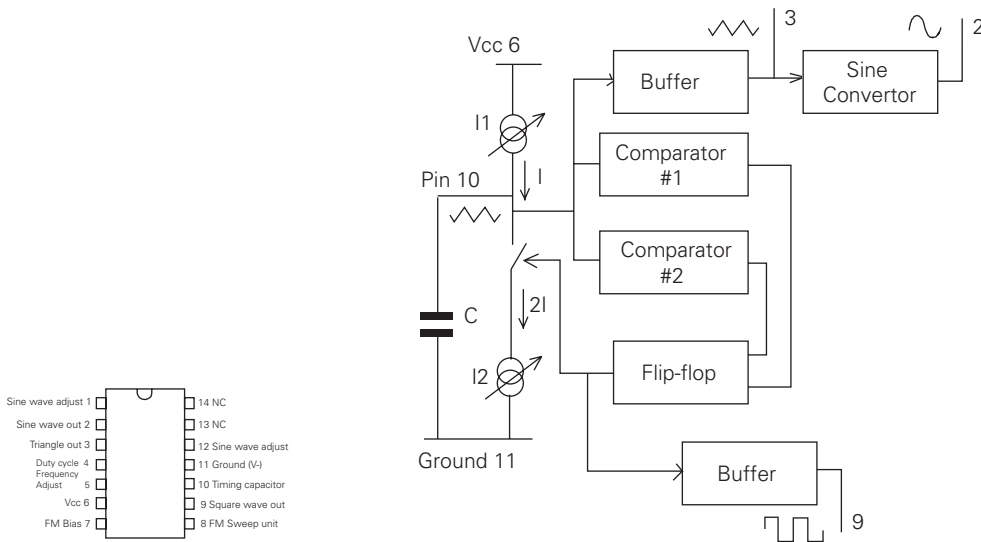 Vcc 6
I1
I
Pin 10
C
2I
I2
Ground 11
Buffer
3
Sine
Convertor
2
Comparator
#1
Comparator
#2
Flip-flop
Buffer
9
Sine wave adjust 1
Sine wave out 2
Triangle out 3
Duty cycle 4
Frequency
Adjust 5
Vcc 6
FM Bias 7
14 NC
13 NC
12 Sine wave adjust
11 Ground (V-)
10 Timing capacitor
9 Square wave out
8 FM Sweep unit